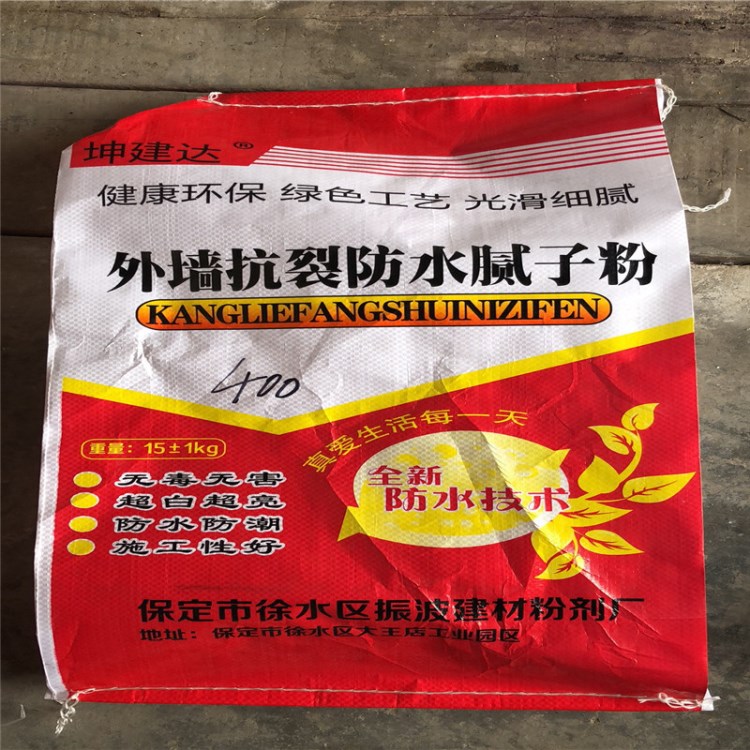 坤建达®
健康环保 绿色工艺 光滑细腻
外墙抗裂防水腻子粉
KANGLIEFANGSHUINIZIFEN
400
重量：15±1kg
真爱生活每一天
无毒无害
超白超亮
防水防潮
施工性好
全新
防水技术
保定市徐水区振波建材粉剂厂
地址：保定市徐水区大王店工业园区